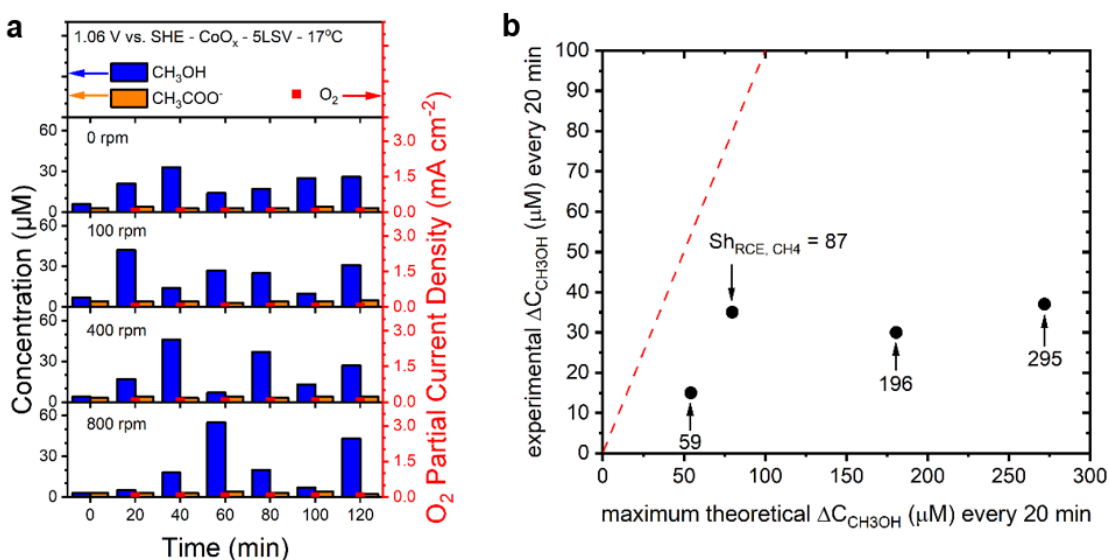 a
1.06 V vs. SHE - CoOₓ - 5LSV - 17°C
CH₃OH
CH₃COO⁻
O₂
0 rpm
100 rpm
400 rpm
800 rpm
60
30
0
60
30
0
60
30
0
60
30
0
3.0
1.5
0.0
3.0
1.5
0.0
3.0
1.5
0.0
3.0
1.5
0.0
0 20 40 60 80 100 120
Time (min)
Concentration (µM)
O₂ Partial Current Density (mA cm⁻²)
b
100
90
80
70
60
50
40
30
20
10
0
Sh_RCE, CH4 = 87
59
196
295
0 50 100 150 200 250 300
maximum theoretical ΔC_CH3OH (µM) every 20 min
experimental ΔC_CH3OH (µM) every 20 min